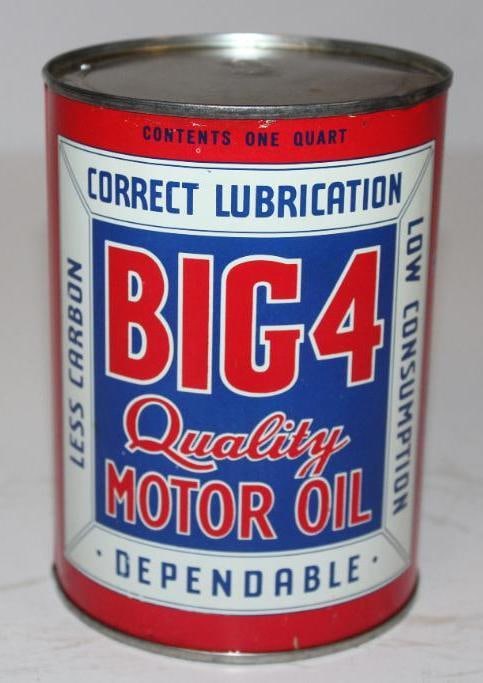 CONTENTS ONE QUART
CORRECT LUBRICATION
LESS CARBON
BIG 4
Quality
MOTOR OIL
LOW CONSUMPTION
· DEPENDABLE ·